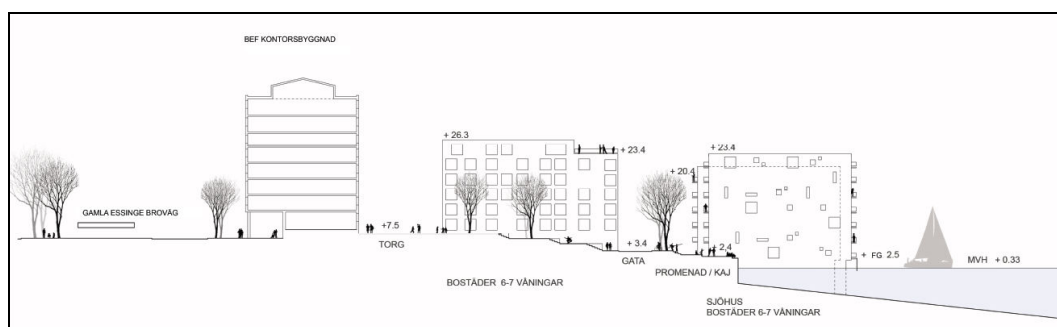 BEF KONTORSBYGGNAD
+ 26.3
+ 23.4
+ 23.4
+ 20.4
GAMLA ESSINGE BROVÄG
+7.5
TORG
+ 3.4
GATA
+ 2.4
PROMENAD / KAJ
+ FG 2.5
MVH + 0.33
BOSTÄDER 6-7 VÅNINGAR
SJÖHUS
BOSTÄDER 6-7 VÅNINGAR